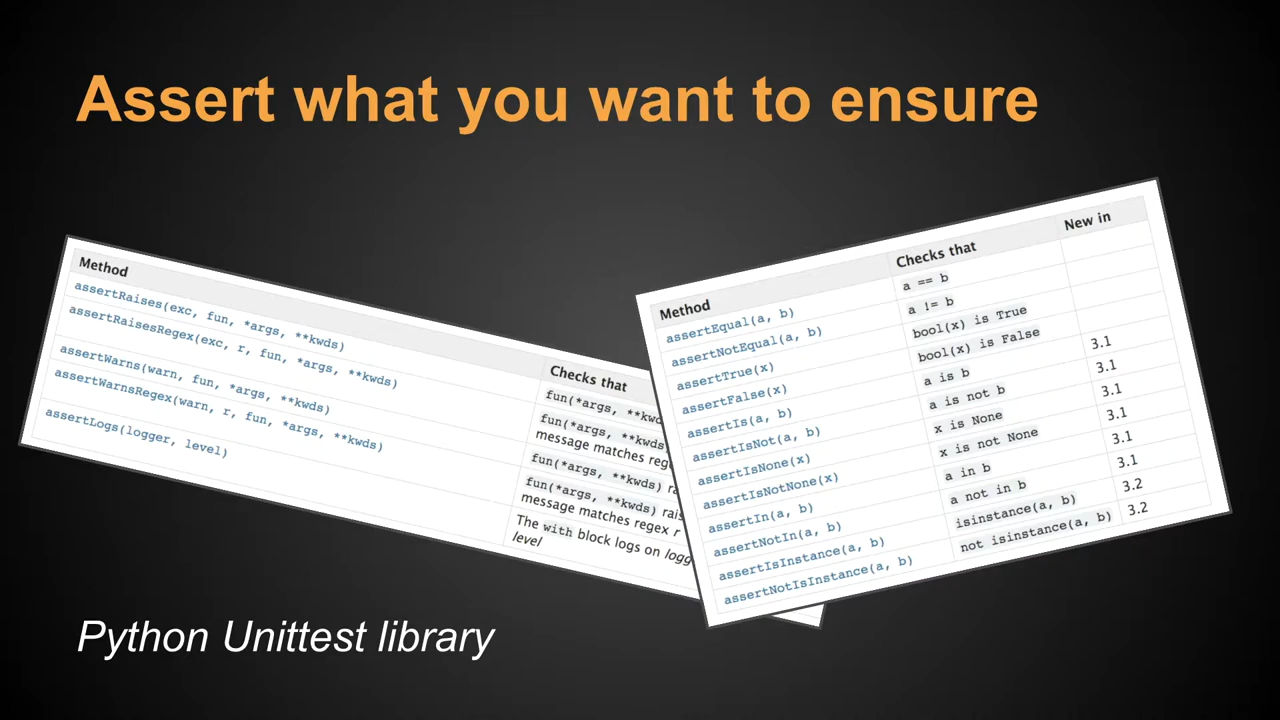 Assert what you want to ensure
Method
assertRaises(exc, fun, *args, **kwds)
assertRaisesRegex(exc, r, fun, *args, **kwds)
assertWarns(warn, fun, *args, **kwds)
assertWarnsRegex(warn, r, fun, *args, **kwds)
assertLogs(logger, level)
Checks that
fun(*args, **kwd
fun(*args, **kwds
message matches reg
fun(*args, **kwds) ra
fun(*args, **kwds) rais
message matches regex r
The with block logs on logg
level
Method Checks that New in
assertEqual(a, b) a == b
assertNotEqual(a, b) a != b
assertTrue(x) bool(x) is True
assertFalse(x) bool(x) is False
assertIs(a, b) a is b 3.1
assertIsNot(a, b) a is not b 3.1
assertIsNone(x) x is None 3.1
assertIsNotNone(x) x is not None 3.1
assertIn(a, b) a in b 3.1
assertNotIn(a, b) a not in b 3.1
assertIsInstance(a, b) isinstance(a, b) 3.2
assertNotIsInstance(a, b) not isinstance(a, b) 3.2
Python Unittest library